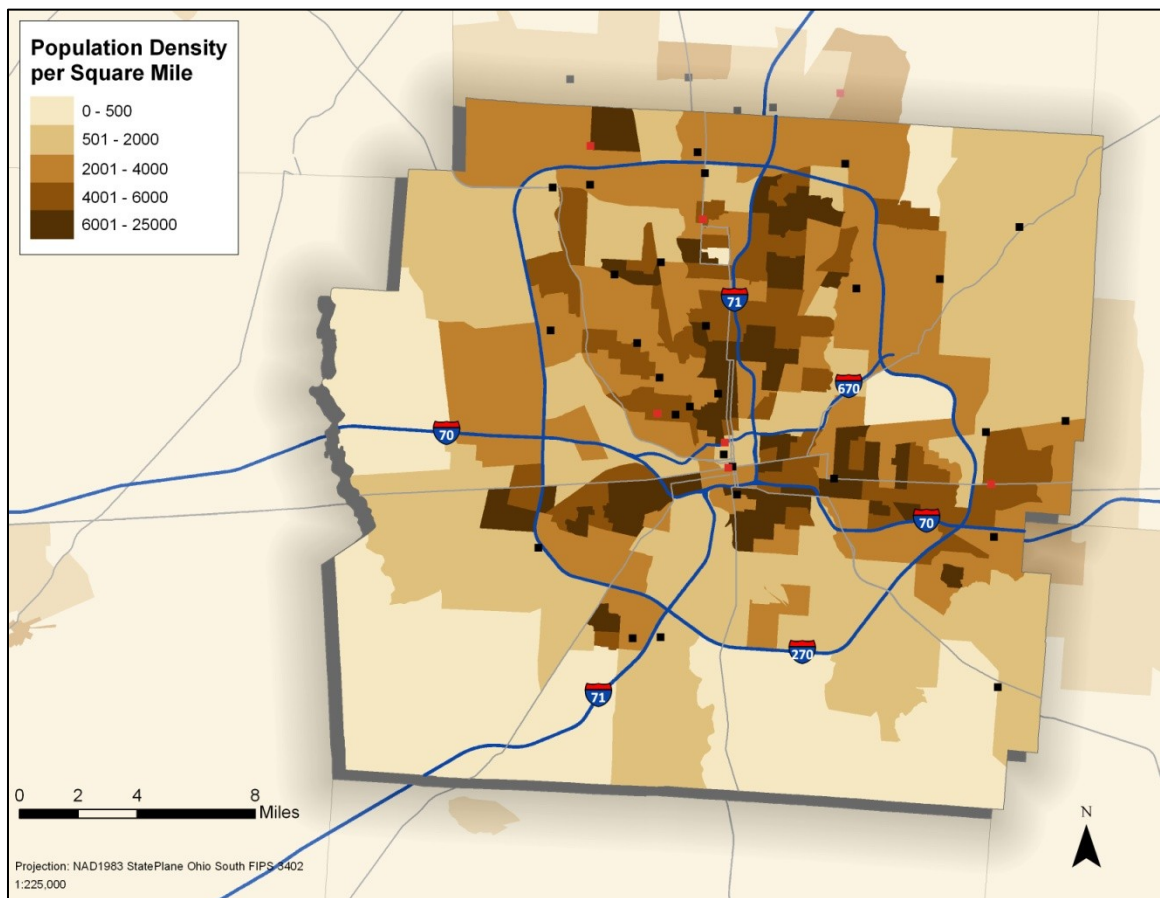 Population Density
per Square Mile
0 - 500
501 - 2000
2001 - 4000
4001 - 6000
6001 - 25000
71
670
70
70
270
71
0 2 4 8
Miles
N
Projection: NAD1983 StatePlane Ohio South FIPS 3402
1:225,000